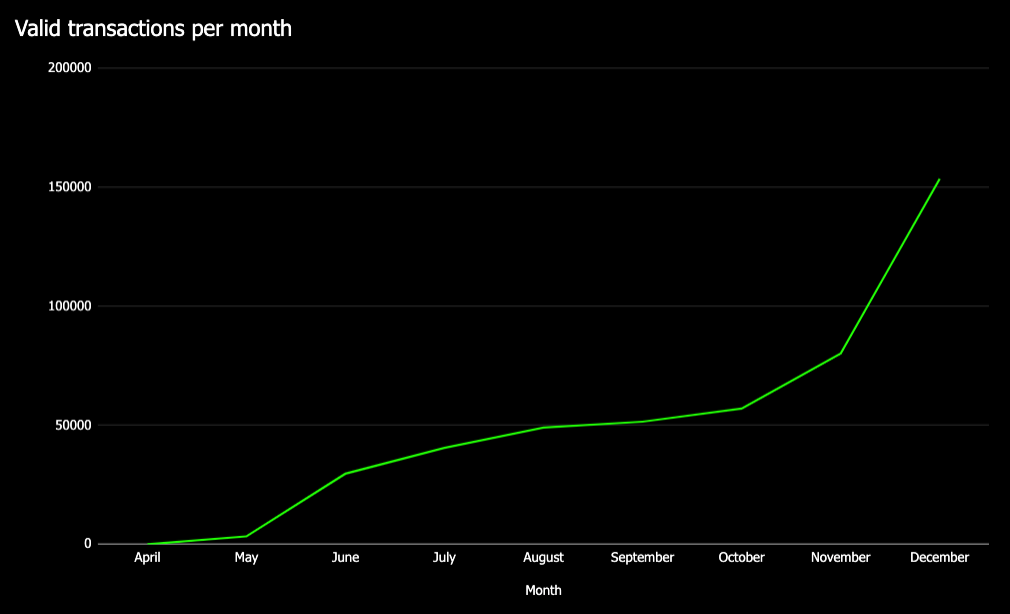 Valid transactions per month
200000
150000
100000
50000
0
April May June July August September October November December
Month